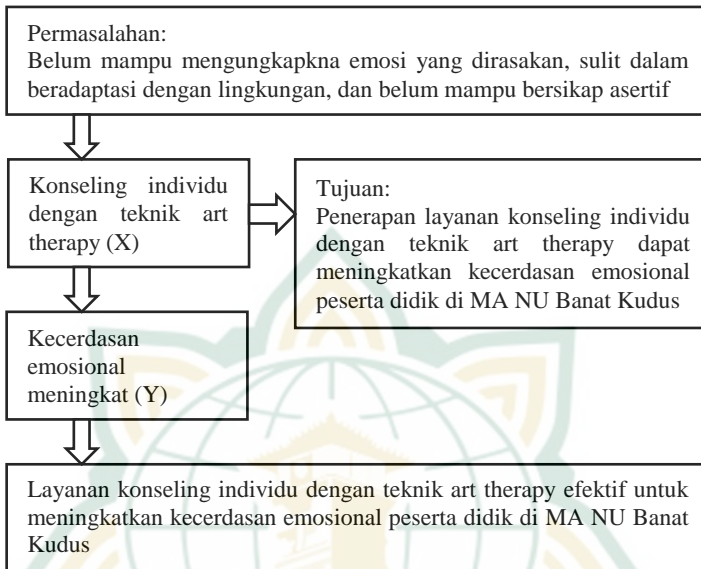 Permasalahan:
Belum mampu mengungkapkna emosi yang dirasakan, sulit dalam
beradaptasi dengan lingkungan, dan belum mampu bersikap asertif
Konseling individu
dengan teknik art
therapy (X)
Tujuan:
Penerapan layanan konseling individu
dengan teknik art therapy dapat
meningkatkan kecerdasan emosional
peserta didik di MA NU Banat Kudus
Kecerdasan
emosional
meningkat (Y)
Layanan konseling individu dengan teknik art therapy efektif untuk
meningkatkan kecerdasan emosional peserta didik di MA NU Banat
Kudus